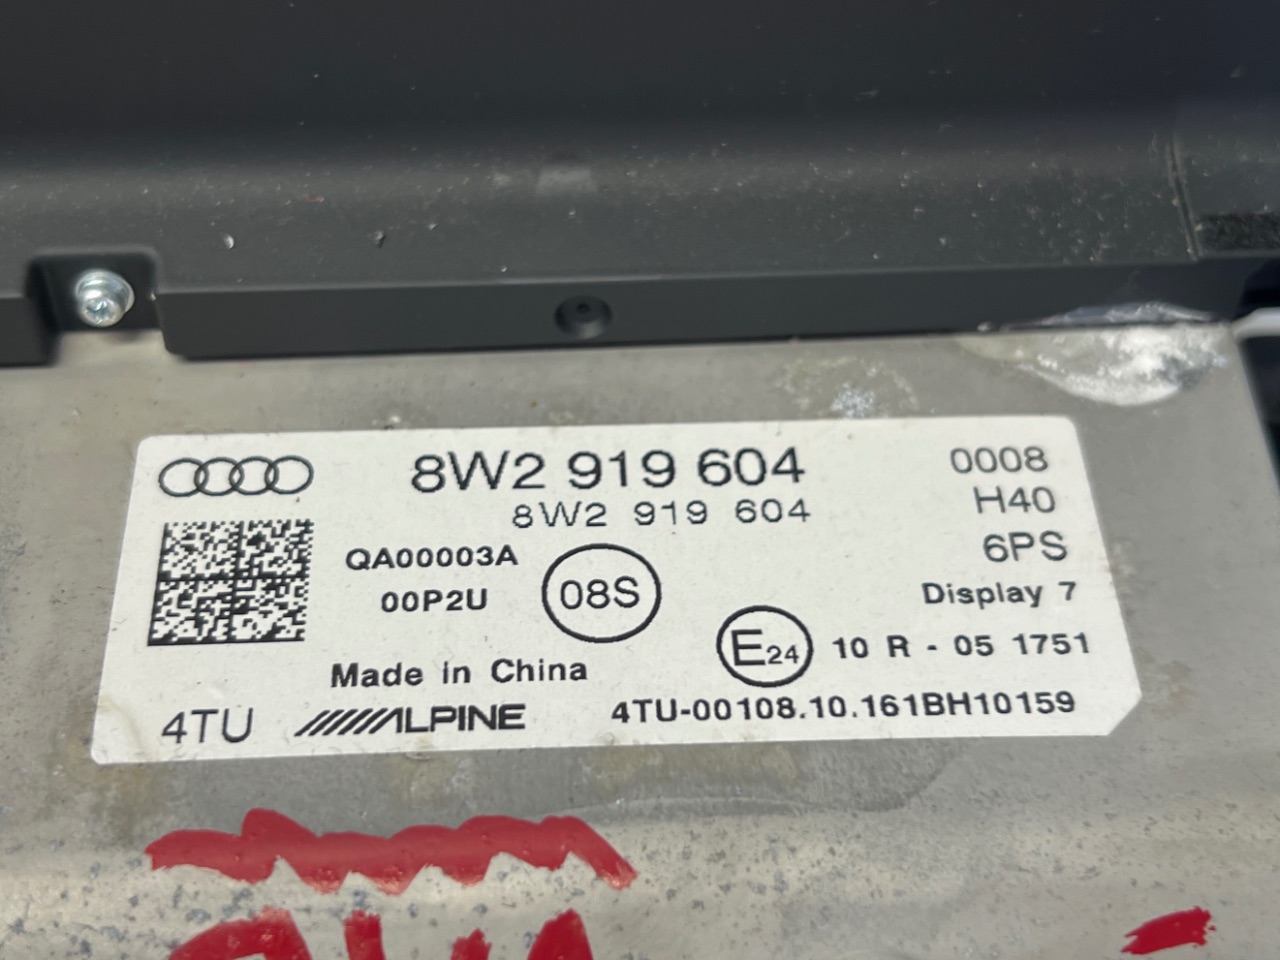 8W2 919 604
8W2 919 604
0008
H40
6PS
QA00003A
00P2U
08S
Display 7
E24
10 R - 05 1751
Made in China
4TU
ALPINE
4TU-00108.10.161BH10159